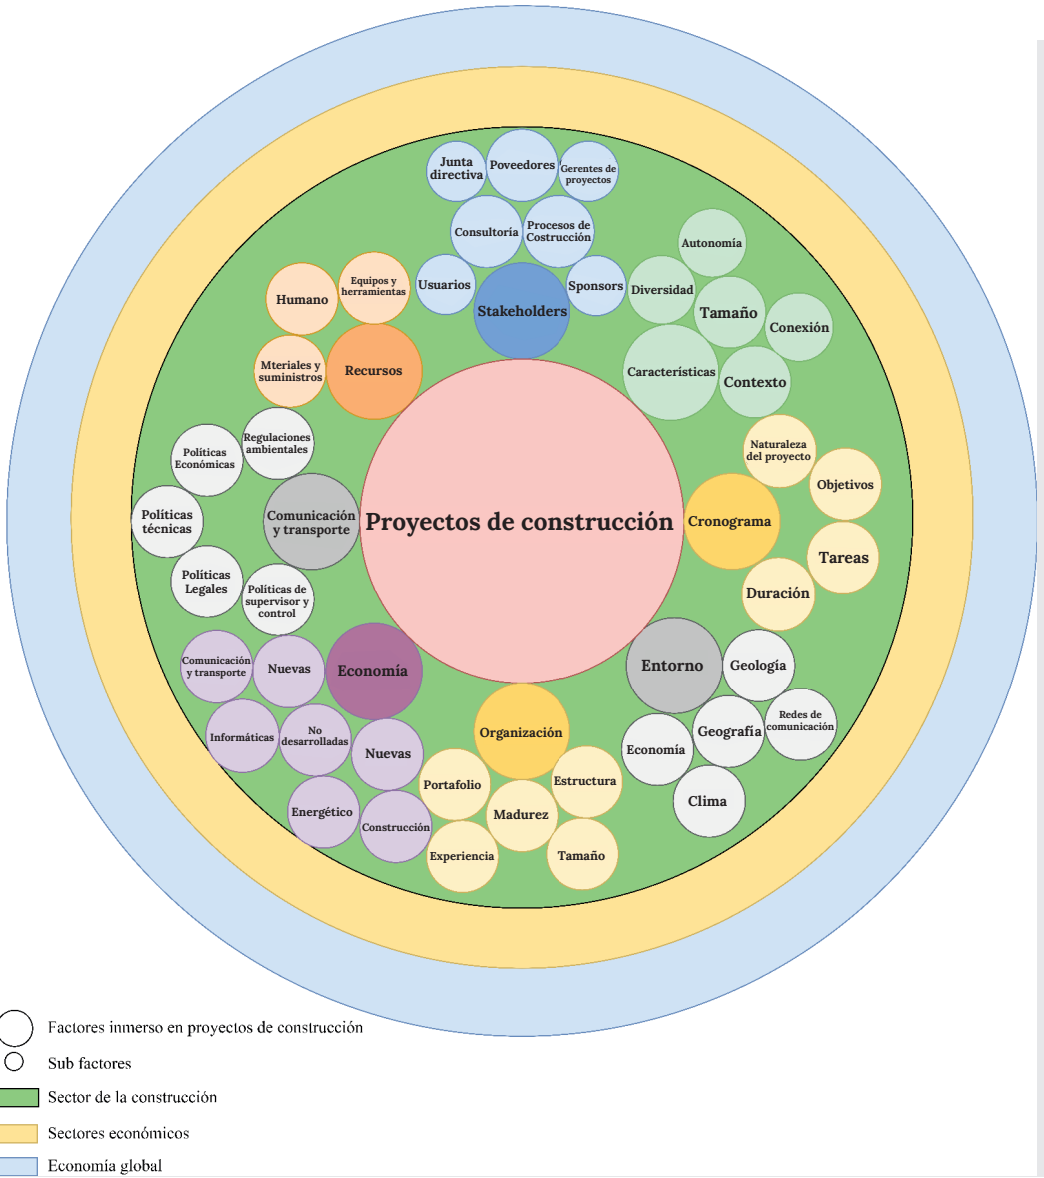 Junta
directiva
Poveedores
Gerentes de
proyectos
Consultoría
Procesos de
Costrucción
Usuarios
Sponsors
Stakeholders
Autonomía
Diversidad
Tamaño
Conexión
Características
Contexto
Humano
Equipos y
herramientas
Mteriales y
suministros
Recursos
Regulaciones
ambientales
Políticas
Económicas
Políticas
técnicas
Comunicación
y transporte
Políticas
Legales
Políticas de
supervisor y
control
Proyectos de construcción
Naturaleza
del proyecto
Objetivos
Cronograma
Tareas
Duración
Comunicación
y transporte
Nuevas
Economía
Informáticas
No
desarrolladas
Nuevas
Energético
Construcción
Organización
Portafolio
Estructura
Madurez
Experiencia
Tamaño
Entorno
Geología
Redes de
comunicación
Geografía
Economía
Clima
Factores inmerso en proyectos de construcción
Sub factores
Sector de la construcción
Sectores económicos
Economía global